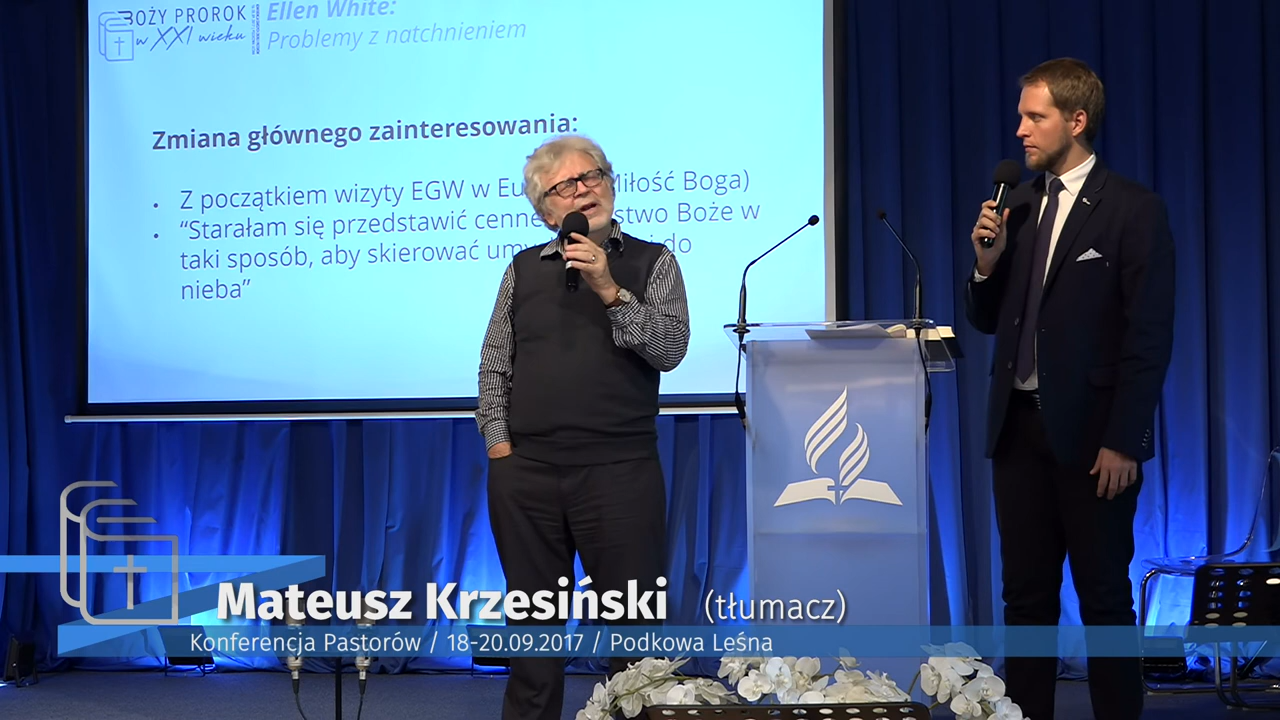 BOŻY PROROK
w XXI wieku
Ellen White:
Problemy z natchnieniem
Zmiana głównego zainteresowania:
• Z początkiem wizyty EGW w Eu Miłość Boga)
• “Starałam się przedstawić cenne stwo Boże w
taki sposób, aby skierować umy i do
nieba”
Mateusz Krzesiński (tłumacz)
Konferencja Pastorów / 18-20.09.2017 / Podkowa Leśna